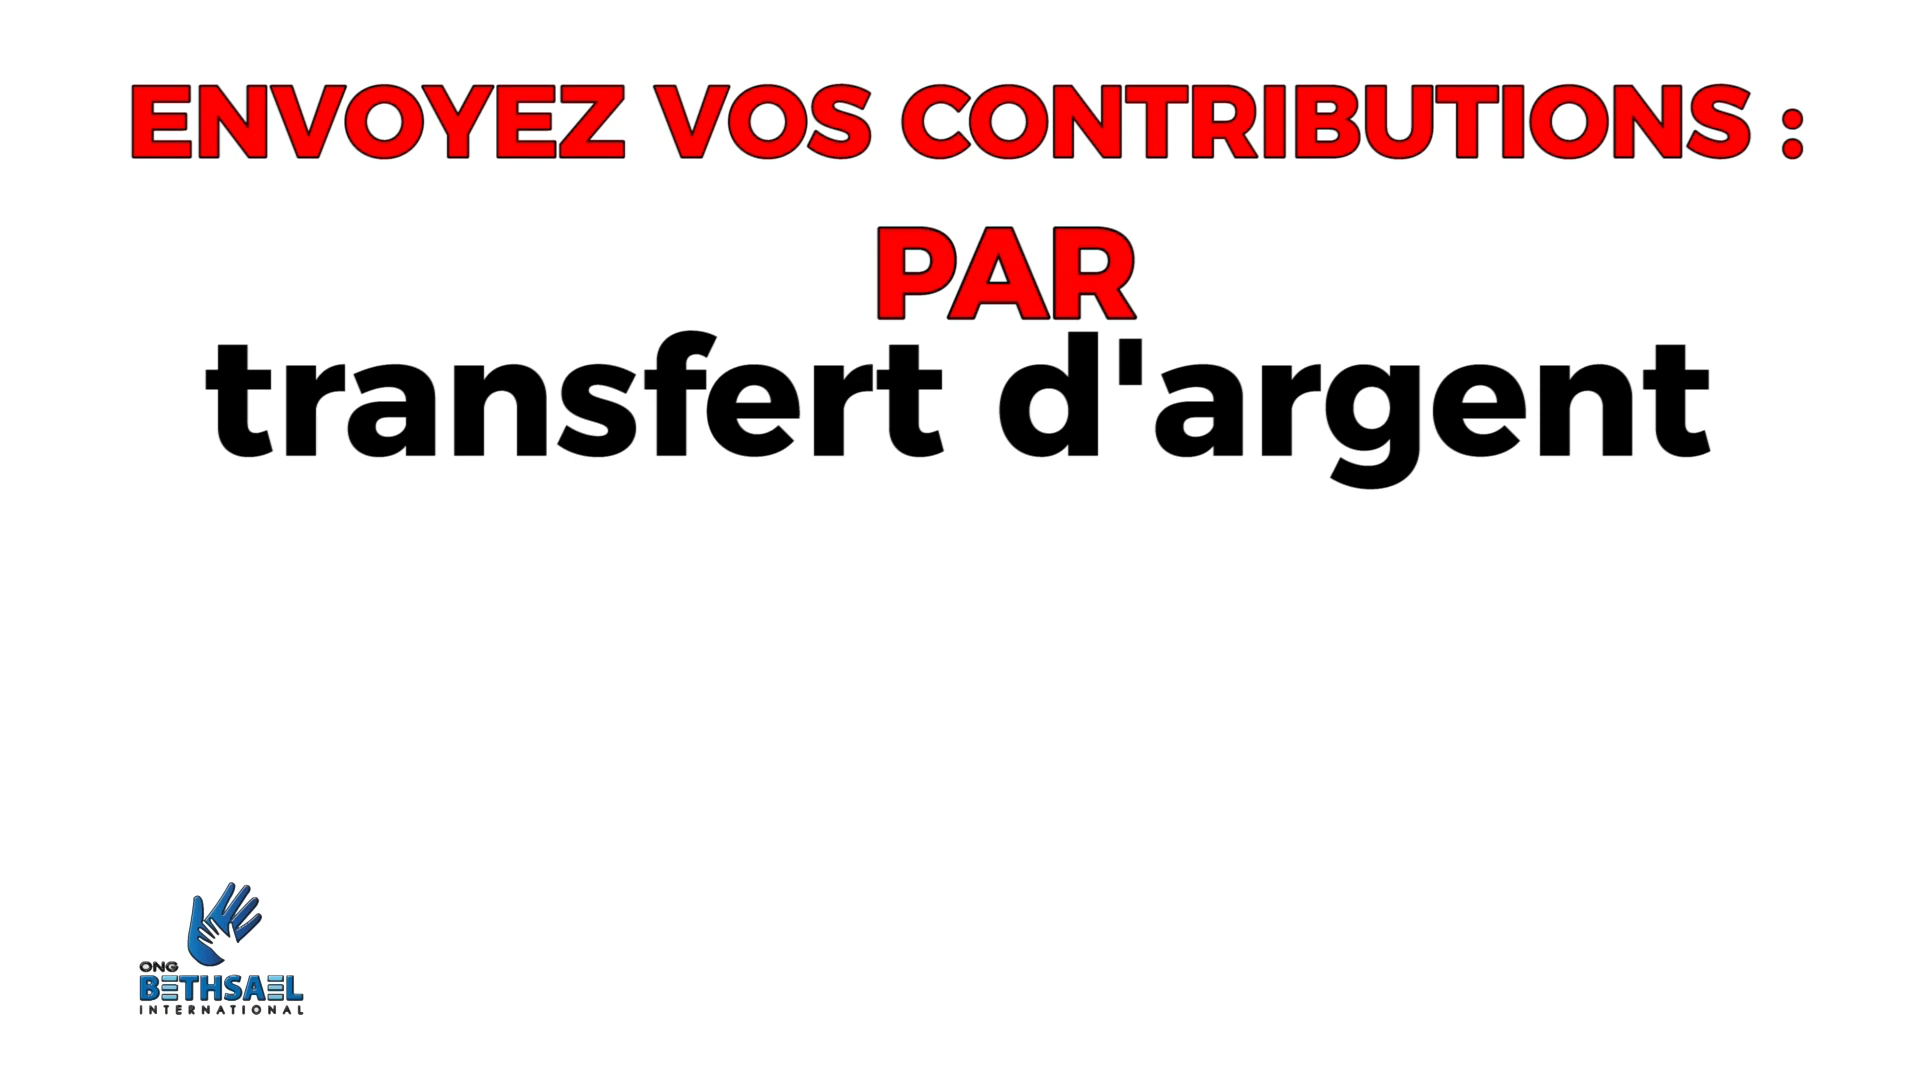 ENVOYEZ VOS CONTRIBUTIONS :
PAR
transfert d'argent
ONG
BETHSAEL
INTERNATIONAL